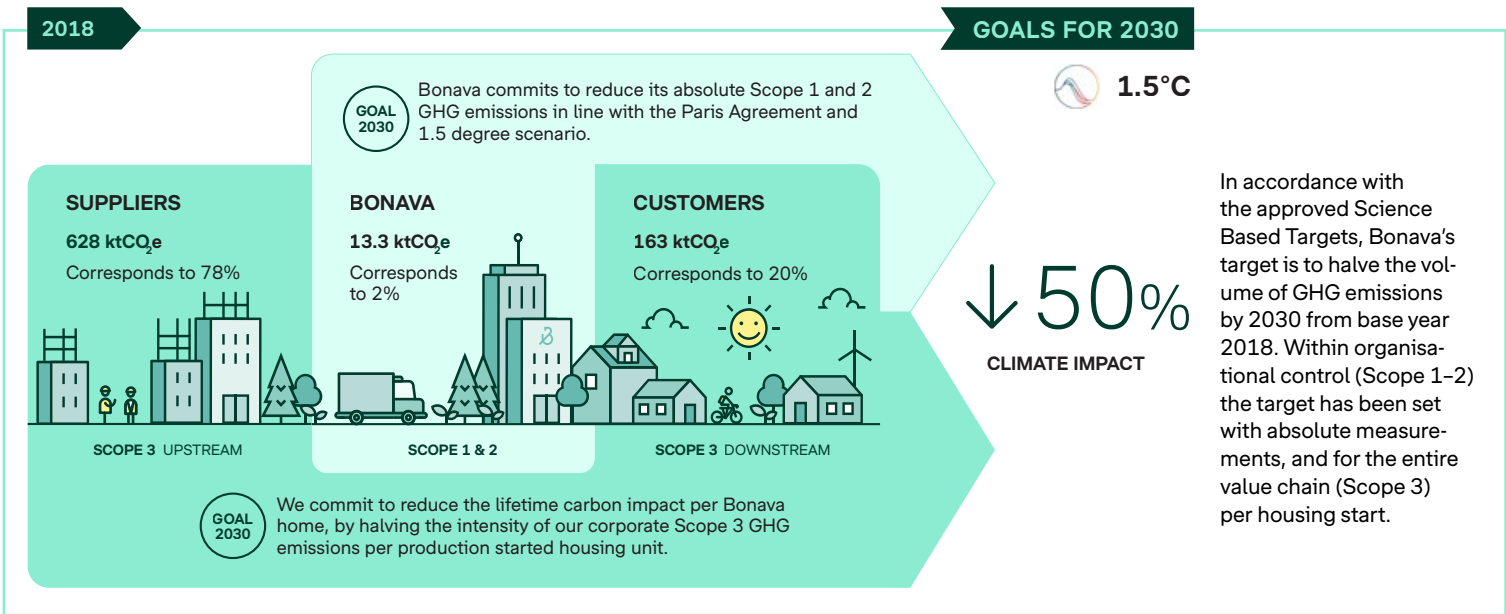 2018
GOALS FOR 2030
1.5°C
GOAL
2030
Bonava commits to reduce its absolute Scope 1 and 2
GHG emissions in line with the Paris Agreement and
1.5 degree scenario.
SUPPLIERS
628 ktCO2e
Corresponds to 78%
BONAVA
13.3 ktCO2e
Corresponds
to 2%
CUSTOMERS
163 ktCO2e
Corresponds to 20%
SCOPE 3 UPSTREAM
SCOPE 1 & 2
SCOPE 3 DOWNSTREAM
GOAL
2030
We commit to reduce the lifetime carbon impact per Bonava
home, by halving the intensity of our corporate Scope 3 GHG
emissions per production started housing unit.
↓50%
CLIMATE IMPACT
In accordance with
the approved Science
Based Targets, Bonava's
target is to halve the vol-
ume of GHG emissions
by 2030 from base year
2018. Within organisa-
tional control (Scope 1–2)
the target has been set
with absolute measure-
ments, and for the entire
value chain (Scope 3)
per housing start.